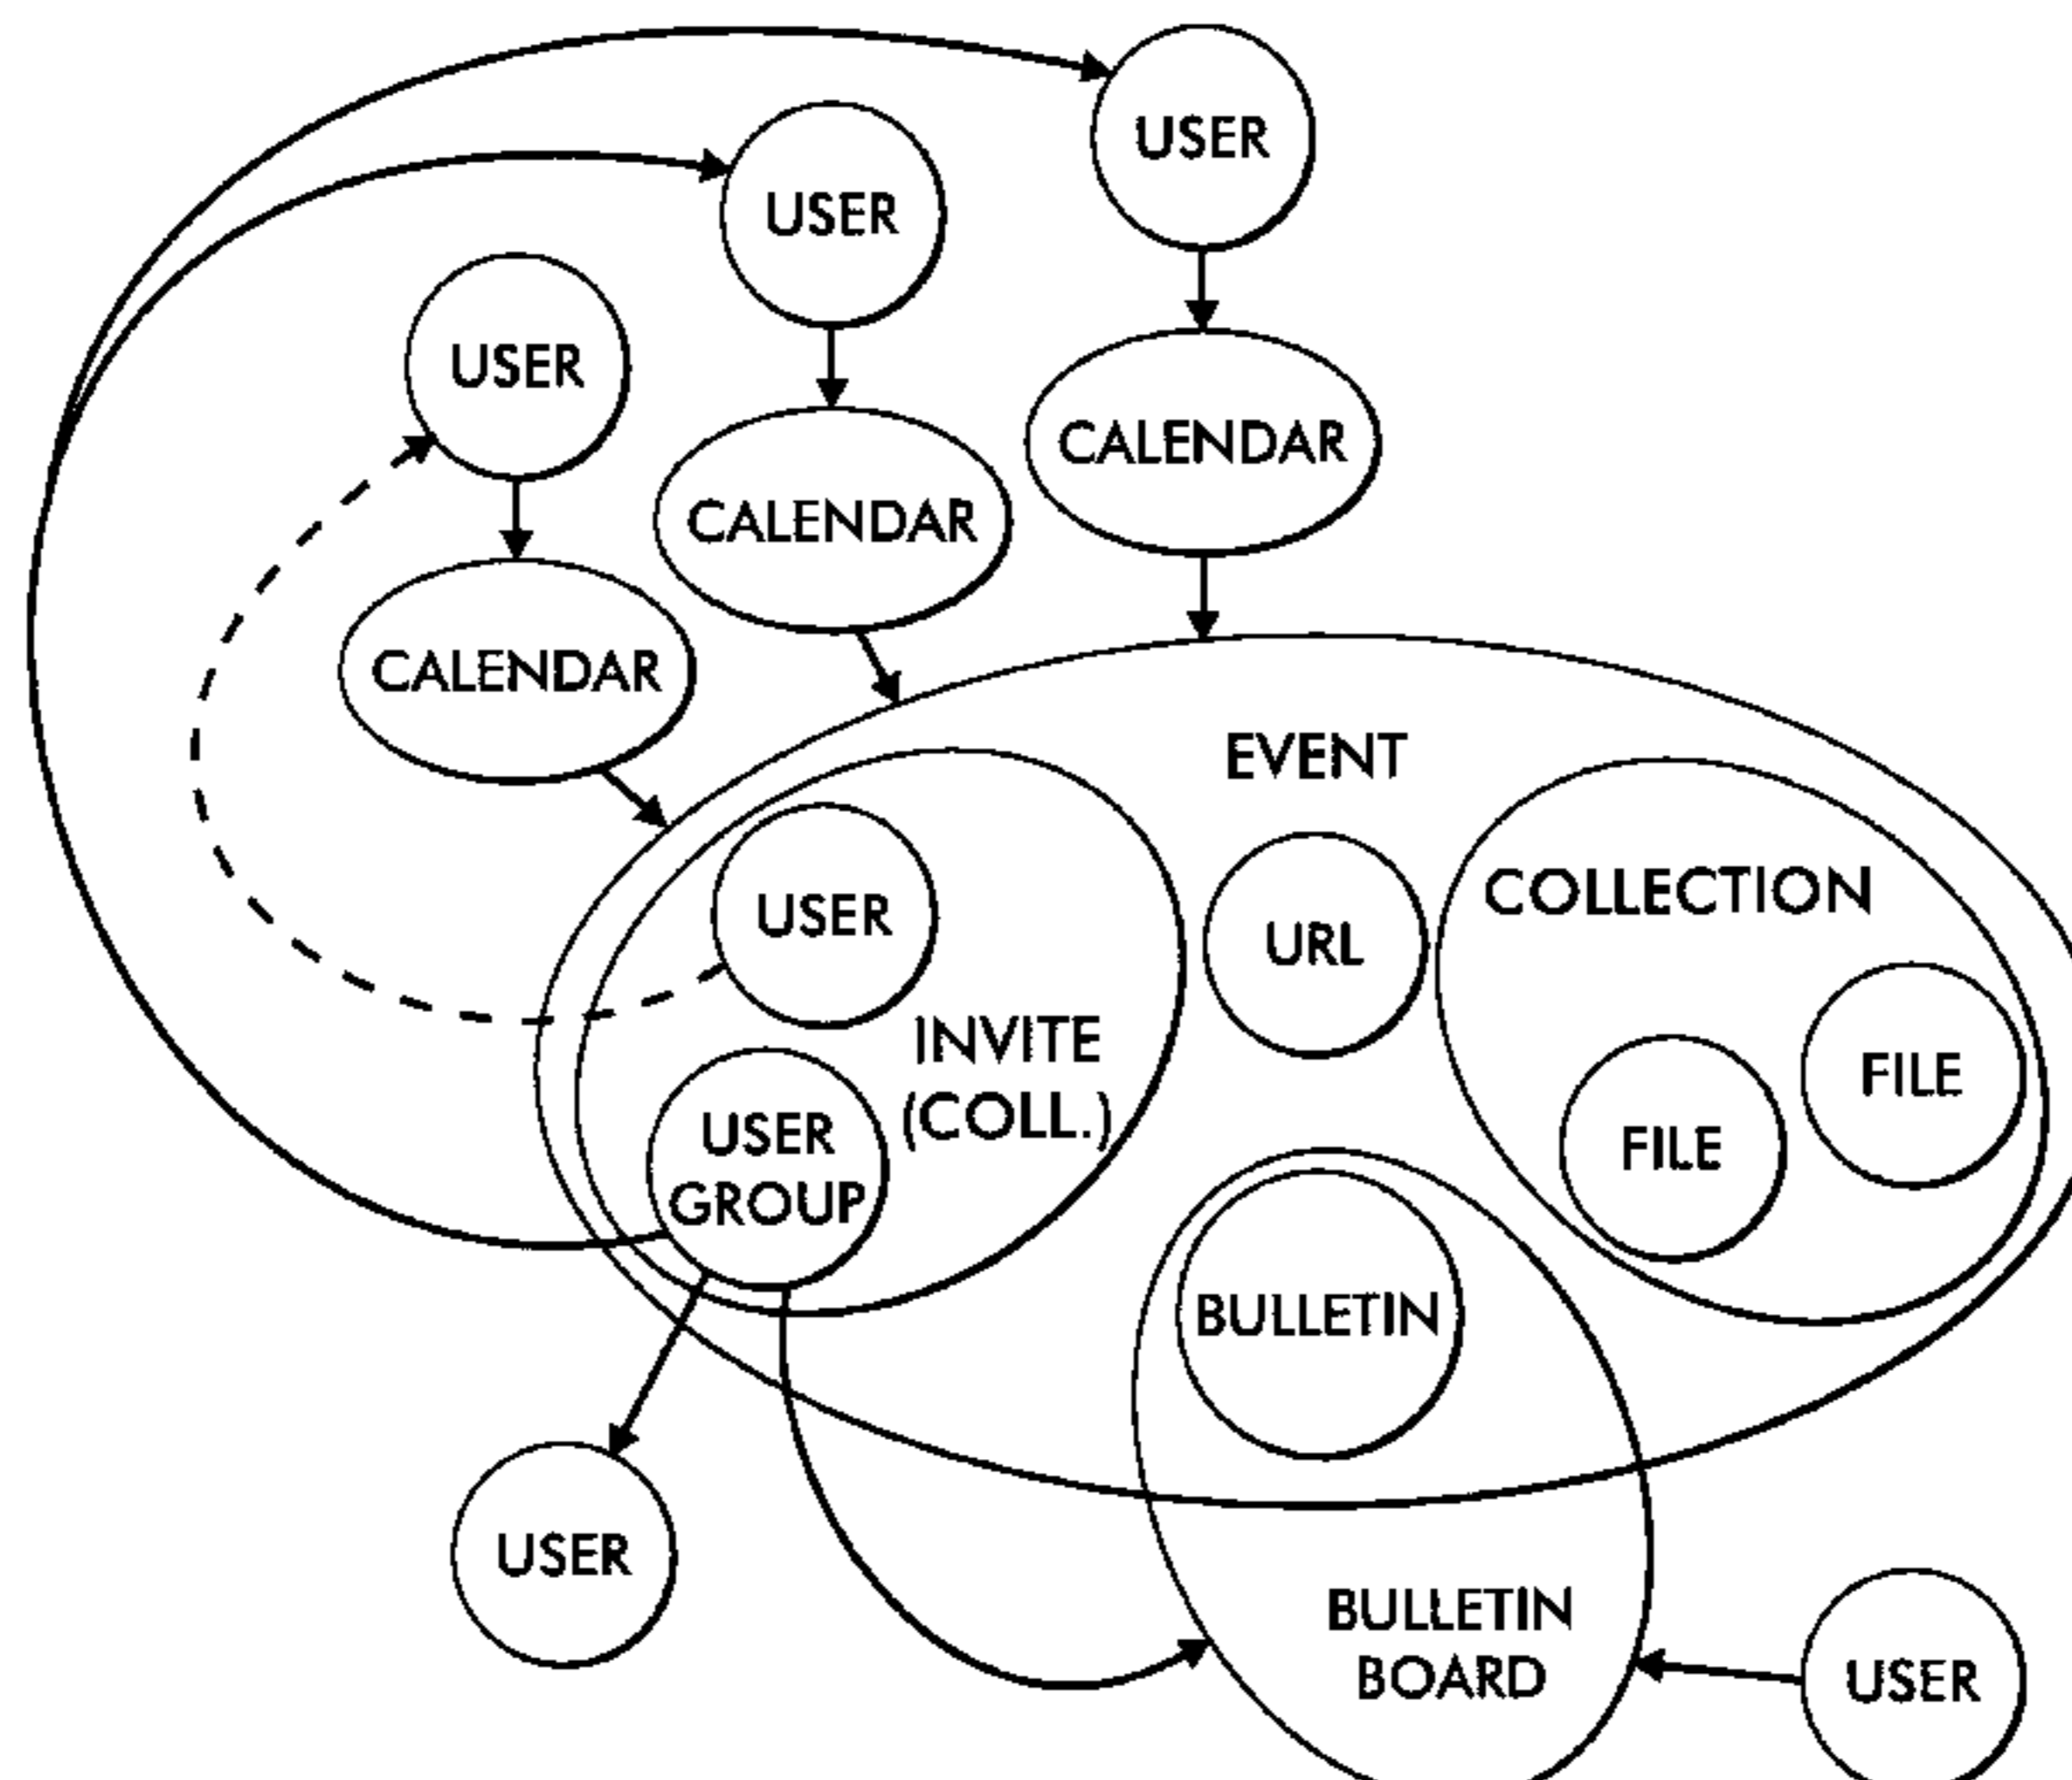 USER
USER
USER
CALENDAR
CALENDAR
CALENDAR
EVENT
USER
URL
COLLECTION
INVITE
(COLL.)
FILE
FILE
USER
GROUP
BULLETIN
USER
BULLETIN
BOARD
USER